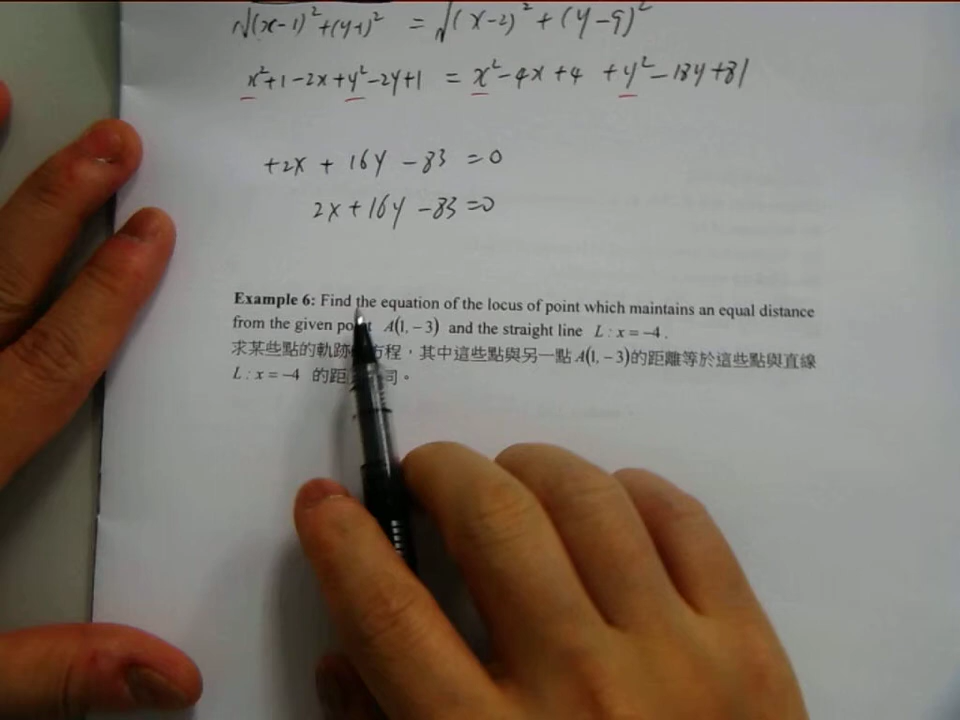 √(x-1)²+(y-1)² = √(x-2)²+(y-9)²
x²+1-2x+y²-2y+1 = x²-4x+4+y²-18y+81
+2x+16y-83=0
2x+16y-83=0
Example 6: Find the equation of the locus of point which maintains an equal distance
from the given t A(1,-3) and the straight line L : x = -4 .
求某些點的軌跡方程，其中這些點與另一點 A(1,-3)的距離等於這些點與直線
L : x = -4 的距同。